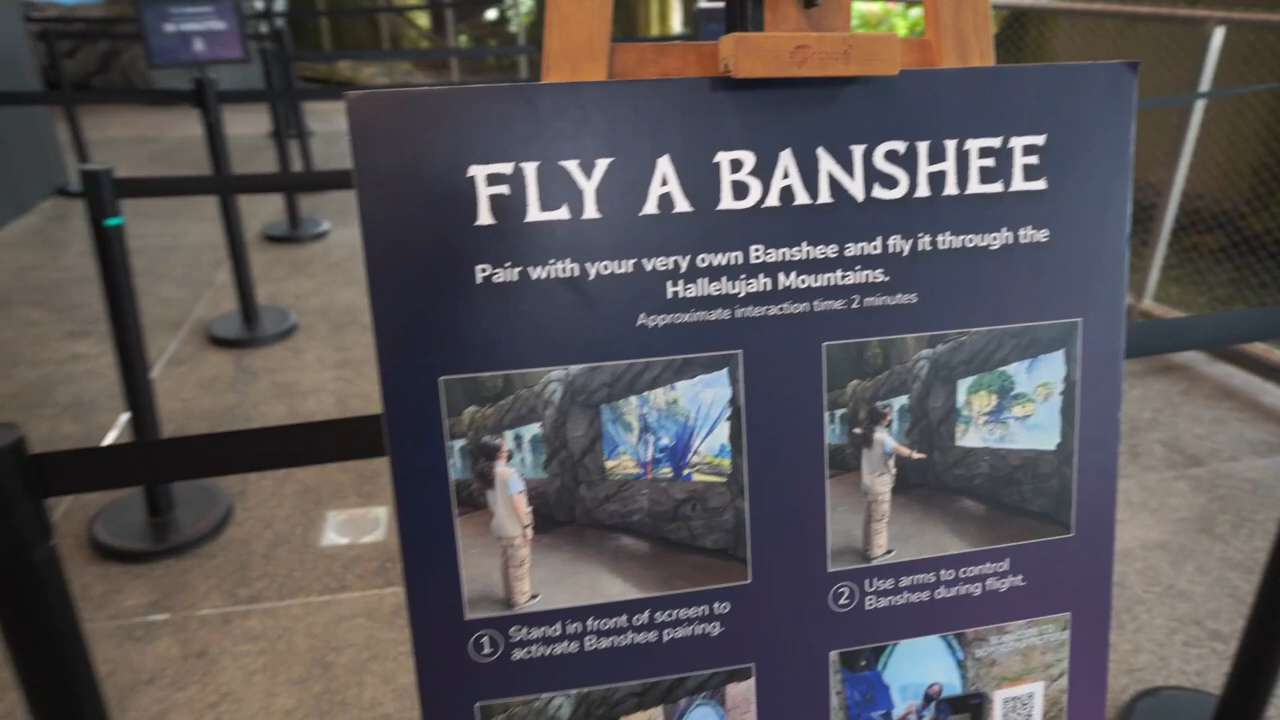 FLY A BANSHEE
Pair with your very own Banshee and fly it through the
Hallelujah Mountains.
Approximate interaction time: 2 minutes
1 Stand in front of screen to
activate Banshee pairing.
2 Use arms to control
Banshee during flight.